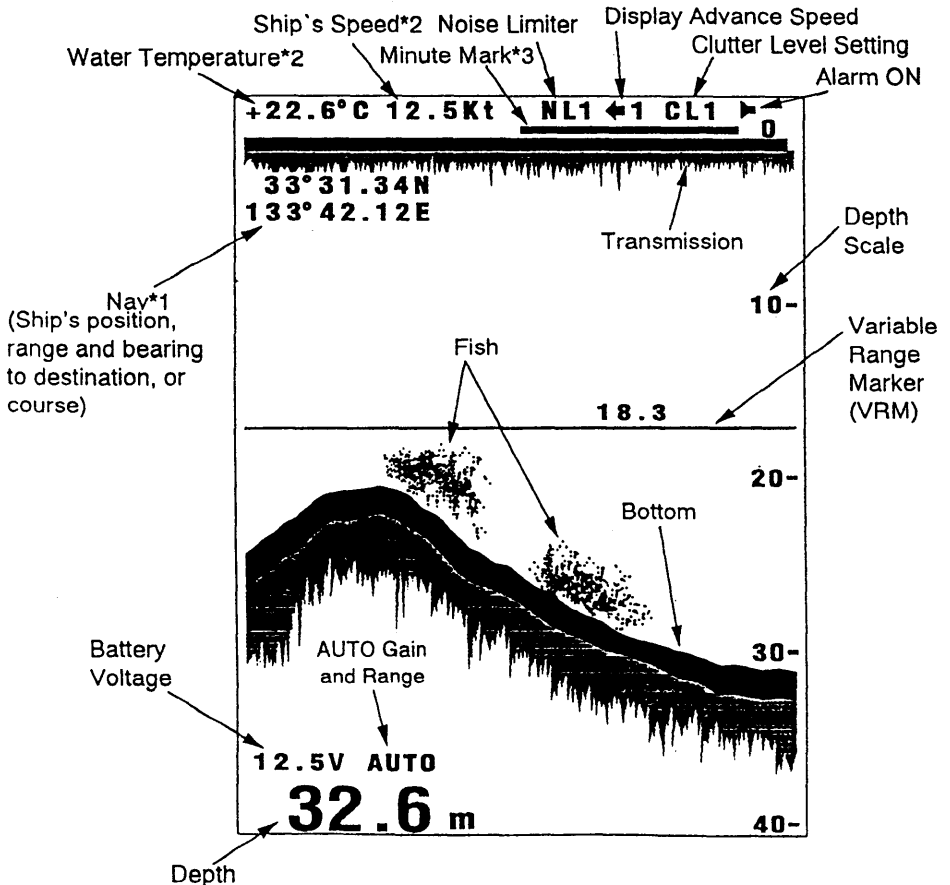 Ship`s Speed*2 Noise Limiter Display Advance Speed
Water Temperature*2 Minute Mark*3 Clutter Level Setting
Alarm ON
+22.6°C 12.5Kt NL1 1 CL1
0
33°31.34N
133°42.12E
Transmission
Depth
Scale
10-
Nav*1
(Ship's position,
range and bearing
to destination, or
course)
Fish
Variable
Range
Marker
(VRM)
18.3
20-
Bottom
30-
Battery
Voltage
AUTO Gain
and Range
12.5V AUTO
32.6 m
40-
Depth